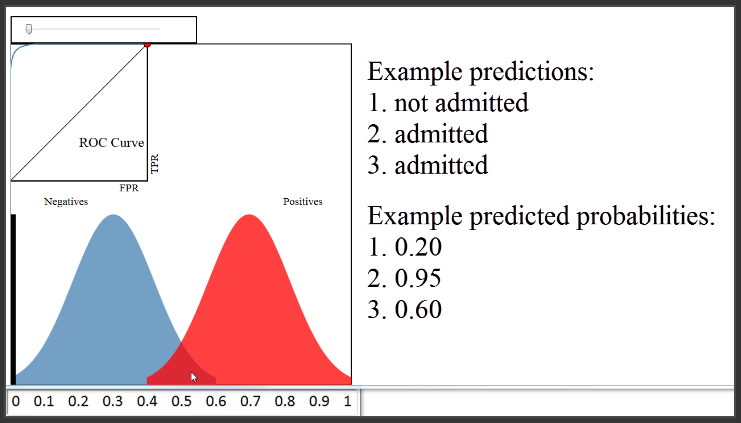 ROC Curve
TPR
FPR
Negatives
Positives
0 0.1 0.2 0.3 0.4 0.5 0.6 0.7 0.8 0.9 1
Example predictions:
1. not admitted
2. admitted
3. admitted
Example predicted probabilities:
1. 0.20
2. 0.95
3. 0.60